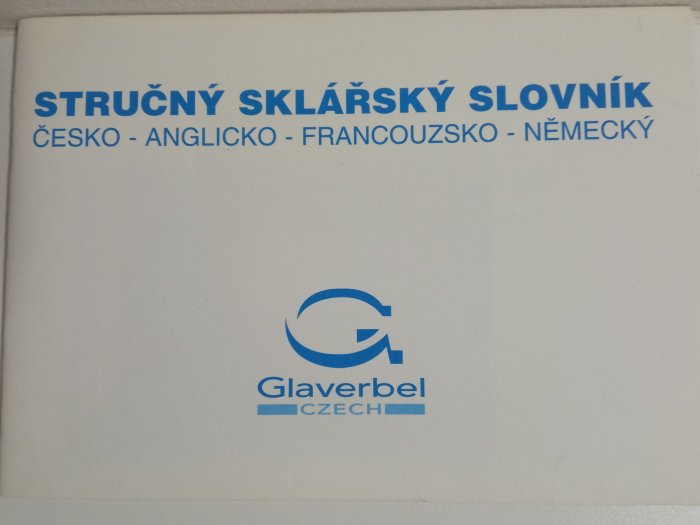 STRUČNÝ SKLÁŘSKÝ SLOVNÍK
ČESKO - ANGLICKO - FRANCOUZSKO - NĚMECKÝ
Glaverbel
CZECH